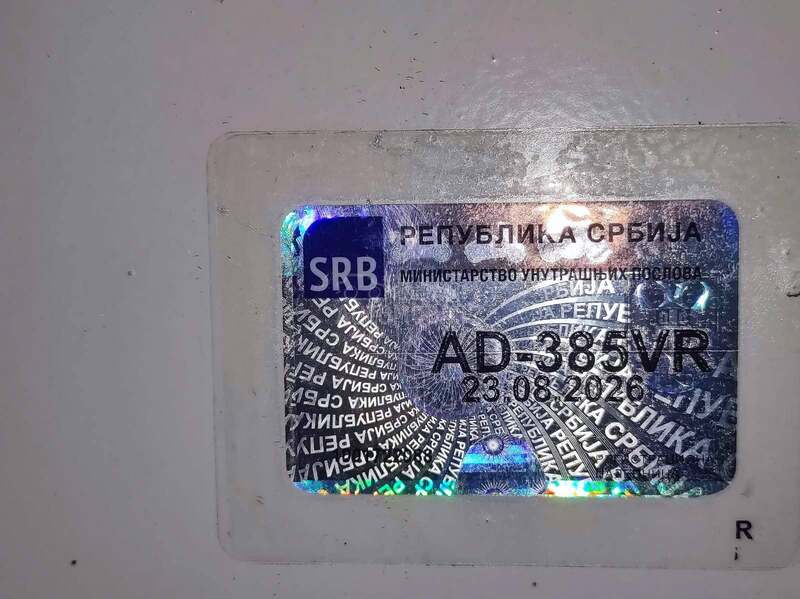 РЕПУБЛИКА СРБИЈА
SRB
МИНИСТАРСТВО УНУТРАШЊИХ ПОСЛОВА
AD-385VR
23.08.2026
R